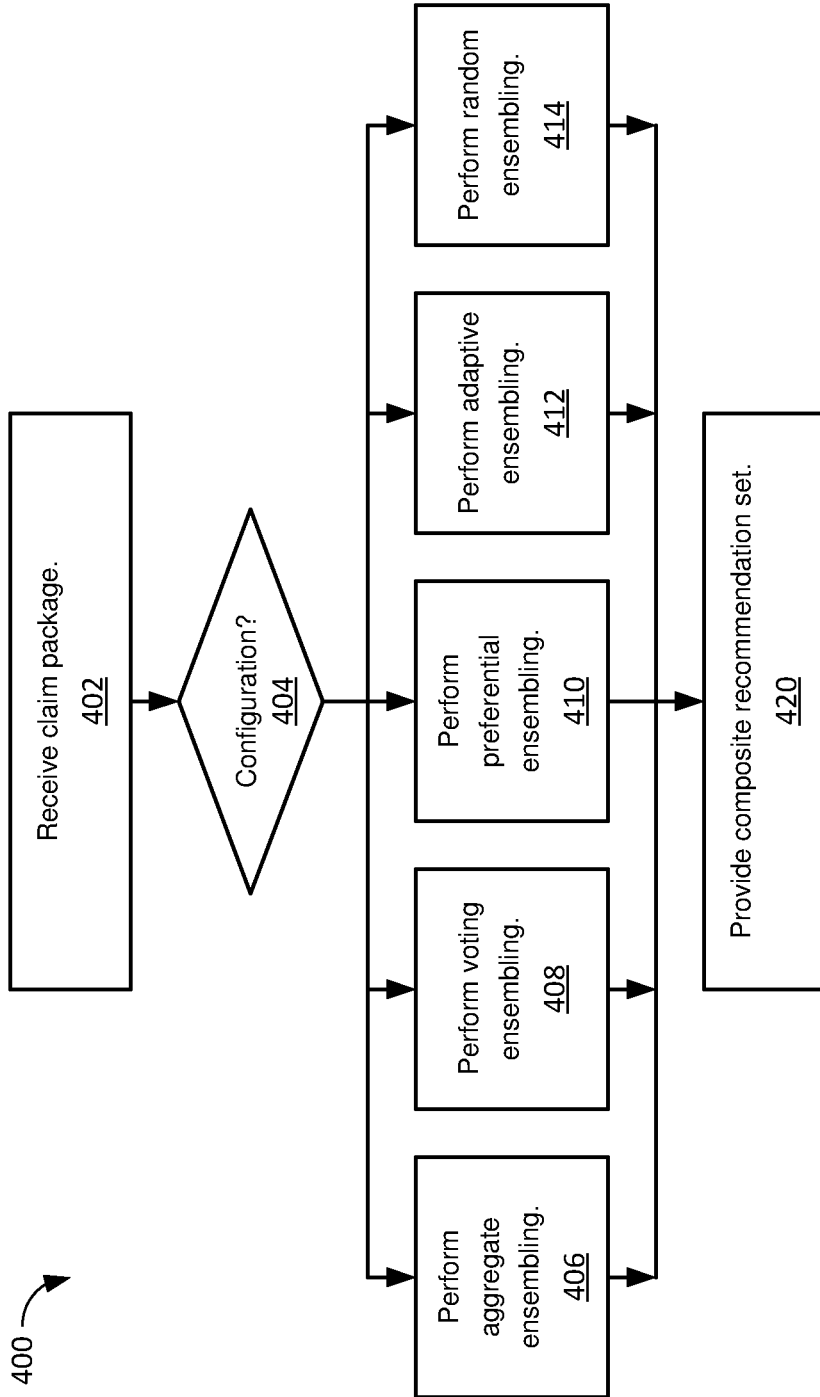 400
Receive claim package.
402
Configuration?
404
Perform
aggregate
ensembling.
406
Perform voting
ensembling.
408
Perform
preferential
ensembling.
410
Perform adaptive
ensembling.
412
Perform random
ensembling.
414
Provide composite recommendation set.
420